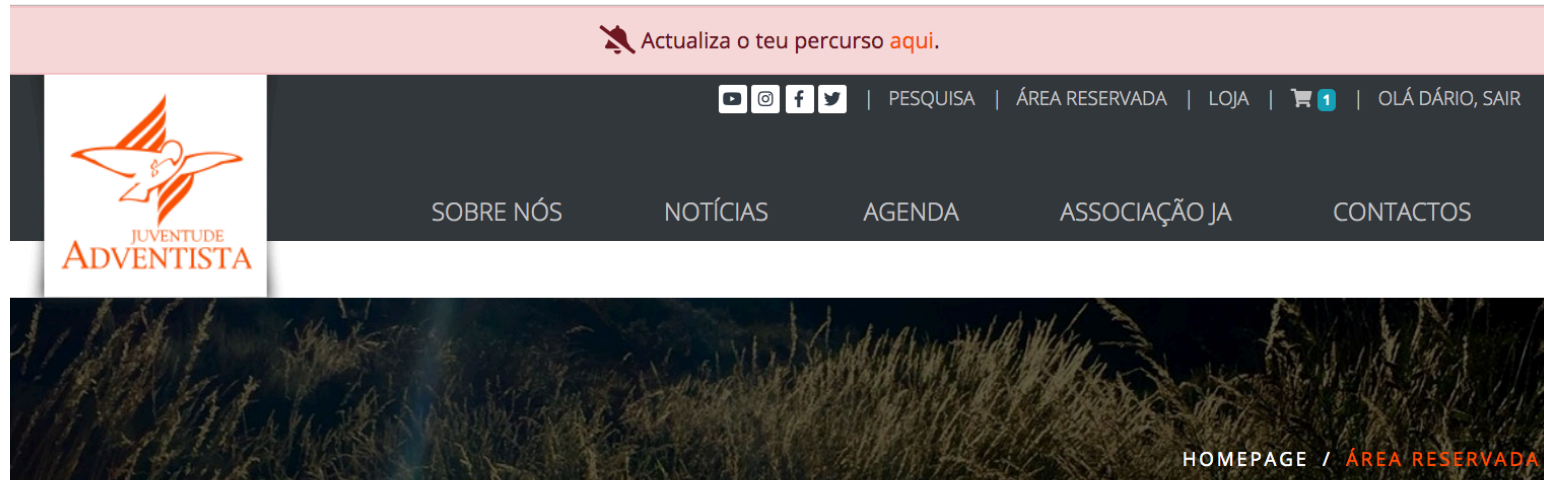 Actualiza o teu percurso aqui.
| PESQUISA | ÁREA RESERVADA | LOJA | 1 | OLÁ DÁRIO, SAIR
SOBRE NÓS NOTÍCIAS AGENDA ASSOCIAÇÃO JA CONTACTOS
JUVENTUDE
ADVENTISTA
HOMEPAGE / ÁREA RESERVADA